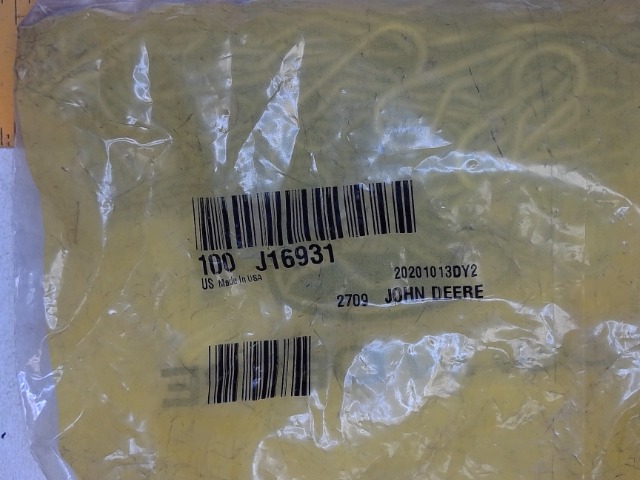 100 J16931
US Made In USA
20201013DY2
2709 JOHN DEERE